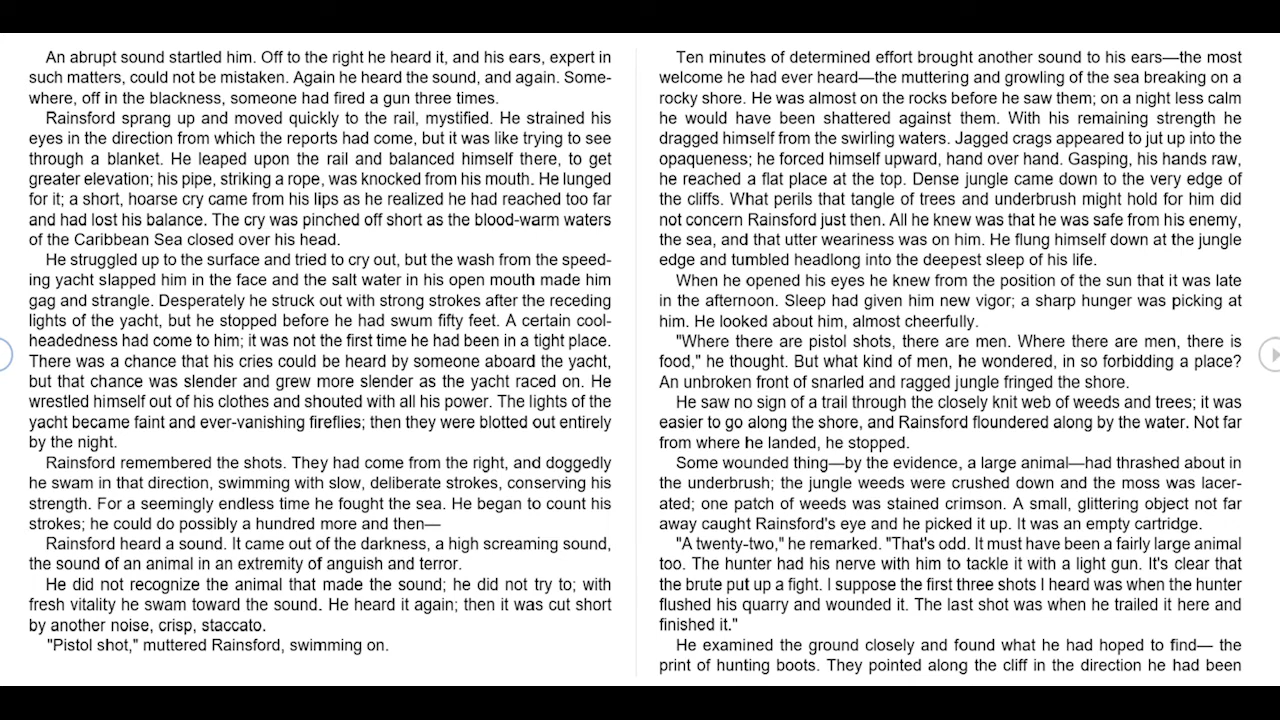 An abrupt sound startled him. Off to the right he heard it, and his ears, expert in
such matters, could not be mistaken. Again he heard the sound, and again. Some-
where, off in the blackness, someone had fired a gun three times.
Rainsford sprang up and moved quickly to the rail, mystified. He strained his
eyes in the direction from which the reports had come, but it was like trying to see
through a blanket. He leaped upon the rail and balanced himself there, to get
greater elevation; his pipe, striking a rope, was knocked from his mouth. He lunged
for it; a short, hoarse cry came from his lips as he realized he had reached too far
and had lost his balance. The cry was pinched off short as the blood-warm waters
of the Caribbean Sea closed over his head.
He struggled up to the surface and tried to cry out, but the wash from the speed-
ing yacht slapped him in the face and the salt water in his open mouth made him
gag and strangle. Desperately he struck out with strong strokes after the receding
lights of the yacht, but he stopped before he had swum fifty feet. A certain cool-
headedness had come to him; it was not the first time he had been in a tight place.
There was a chance that his cries could be heard by someone aboard the yacht,
but that chance was slender and grew more slender as the yacht raced on. He
wrestled himself out of his clothes and shouted with all his power. The lights of the
yacht became faint and ever-vanishing fireflies; then they were blotted out entirely
by the night.
Rainsford remembered the shots. They had come from the right, and doggedly
he swam in that direction, swimming with slow, deliberate strokes, conserving his
strength. For a seemingly endless time he fought the sea. He began to count his
strokes; he could do possibly a hundred more and then—
Rainsford heard a sound. It came out of the darkness, a high screaming sound,
the sound of an animal in an extremity of anguish and terror.
He did not recognize the animal that made the sound; he did not try to; with
fresh vitality he swam toward the sound. He heard it again; then it was cut short
by another noise, crisp, staccato.
"Pistol shot," muttered Rainsford, swimming on.
Ten minutes of determined effort brought another sound to his ears—the most
welcome he had ever heard—the muttering and growling of the sea breaking on a
rocky shore. He was almost on the rocks before he saw them; on a night less calm
he would have been shattered against them. With his remaining strength he
dragged himself from the swirling waters. Jagged crags appeared to jut up into the
opaqueness; he forced himself upward, hand over hand. Gasping, his hands raw,
he reached a flat place at the top. Dense jungle came down to the very edge of
the cliffs. What perils that tangle of trees and underbrush might hold for him did
not concern Rainsford just then. All he knew was that he was safe from his enemy,
the sea, and that utter weariness was on him. He flung himself down at the jungle
edge and tumbled headlong into the deepest sleep of his life.
When he opened his eyes he knew from the position of the sun that it was late
in the afternoon. Sleep had given him new vigor; a sharp hunger was picking at
him. He looked about him, almost cheerfully.
"Where there are pistol shots, there are men. Where there are men, there is
food," he thought. But what kind of men, he wondered, in so forbidding a place?
An unbroken front of snarled and ragged jungle fringed the shore.
He saw no sign of a trail through the closely knit web of weeds and trees; it was
easier to go along the shore, and Rainsford floundered along by the water. Not far
from where he landed, he stopped.
Some wounded thing—by the evidence, a large animal—had thrashed about in
the underbrush; the jungle weeds were crushed down and the moss was lacer-
ated; one patch of weeds was stained crimson. A small, glittering object not far
away caught Rainsford's eye and he picked it up. It was an empty cartridge.
"A twenty-two," he remarked. "That's odd. It must have been a fairly large animal
too. The hunter had his nerve with him to tackle it with a light gun. It's clear that
the brute put up a fight. I suppose the first three shots I heard was when the hunter
flushed his quarry and wounded it. The last shot was when he trailed it here and
finished it."
He examined the ground closely and found what he had hoped to find— the
print of hunting boots. They pointed along the cliff in the direction he had been